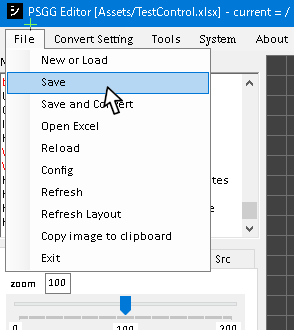 PSGG Editor [Assets/TestControl.xlsx] - current = /
File Convert Setting Tools System About
New or Load
Save
Save and Convert
Open Excel
Reload
Config
Refresh
Refresh Layout
Copy image to clipboard
Exit
tes
Src
zoom 100
0 100 200